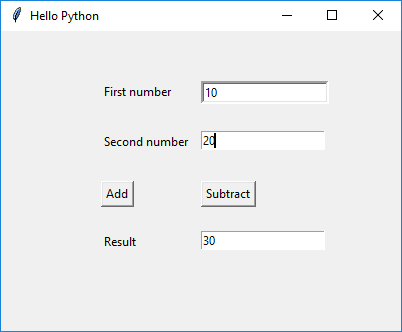 Hello Python
First number 10
Second number 20
Add Subtract
Result 30